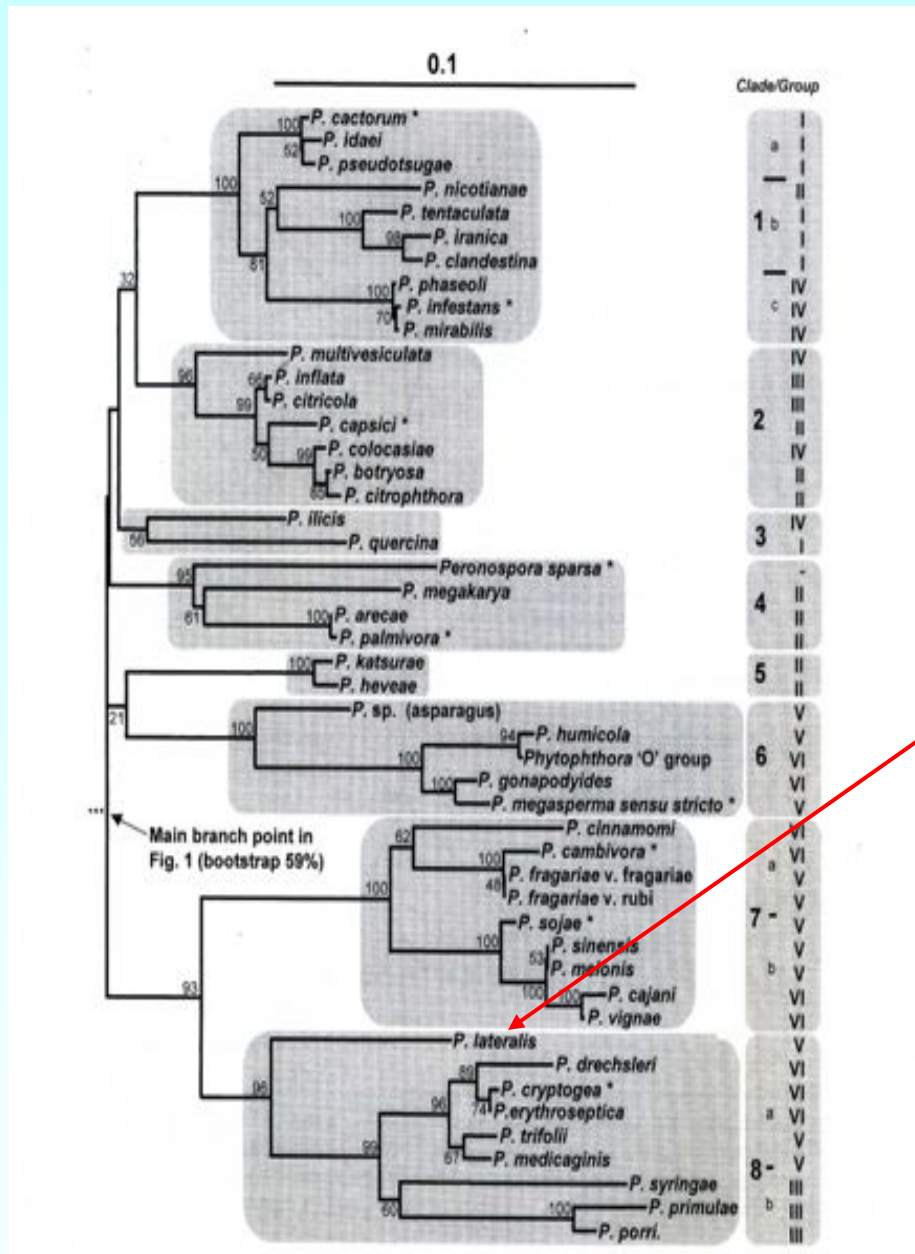 0.1
Clade/Group
100 P. cactorum * I
a
52 P. idaei I
P. pseudotsugae I
100
52 P. nicotianae II
P. tentaculata I
100
1 b
98 P. iranica I
P. clandestina I
81
P. phaseoli IV
100
P. infestans * IV
c
70 P. mirabilis IV
32
P. multivesiculata IV
96
66 P. inflata III
P. citricola III
99
2
P. capsici * II
50
99 P. colocasiae IV
P. botryosa II
P. citrophthora II
P. ilicis IV
3
56 P. quercina I
Peronospora sparsa * -
95
P. megakarya II
4
61
100 P. arecae II
P. palmivora * II
100 P. katsurae II
5
P. heveae II
21
P. sp. (asparagus) V
100
94 P. humicola V
6
Phytophthora 'O' group VI
100
P. gonapodyides VI
100
P. megasperma sensu stricto * V
...
Main branch point in
Fig. 1 (bootstrap 59%)
P. cinnamomi VI
62
P. cambivora * VI
100 a
P. fragariae v. fragariae V
48
P. fragariae v. rubi V
100
7 -
P. sojae * V
100
P. sinensis V
53
P. melonis V
b
100
100 P. cajani VI
P. vignae VI
93
P. lateralis V
P. drechsleri VI
89
96
P. cryptogea * VI
74 P.erythroseptica VI
a
96
P. trifolii V
67 P. medicaginis V
99
8 -
P. syringae III
60
b
100 P. primulae III
P. porri. III